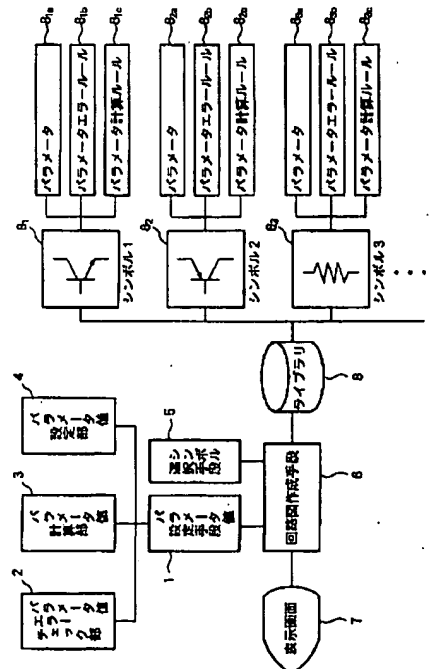 2
パラメータ値
エラー
チェック部
3
パラメータ値
計算部
4
パラメータ値
設定部
1
パラメータ値
設定手段
5
シンボル
選択手段
6
回路図作成手段
7
表示画面
8
ライブラリ
8₁
シンボル1
8₁a
パラメータ
8₁b
パラメータエラールール
8₁c
パラメータ計算ルール
8₂
シンボル2
8₂a
パラメータ
8₂b
パラメータエラールール
8₂c
パラメータ計算ルール
8₃
シンボル3
8₃a
パラメータ
8₃b
パラメータエラールール
8₃c
パラメータ計算ルール